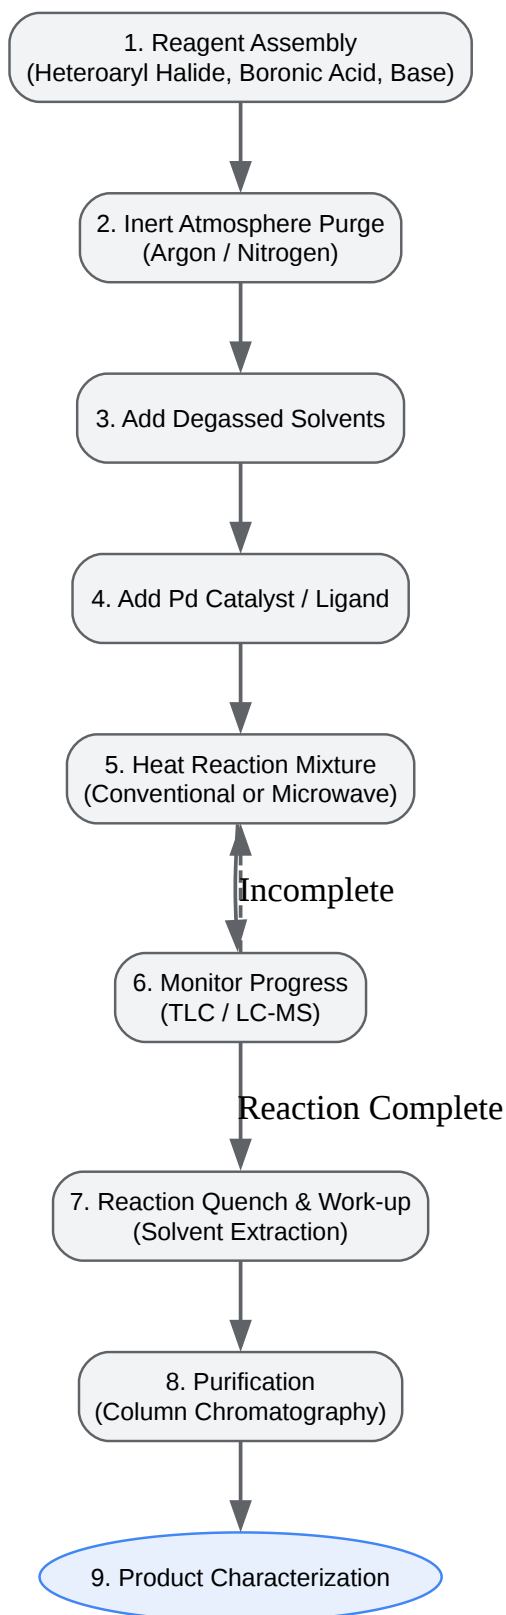 1. Reagent Assembly
(Heteroaryl Halide, Boronic Acid, Base)
2. Inert Atmosphere Purge
(Argon / Nitrogen)
3. Add Degassed Solvents
4. Add Pd Catalyst / Ligand
5. Heat Reaction Mixture
(Conventional or Microwave)
Incomplete
6. Monitor Progress
(TLC / LC-MS)
Reaction Complete
7. Reaction Quench & Work-up
(Solvent Extraction)
8. Purification
(Column Chromatography)
9. Product Characterization